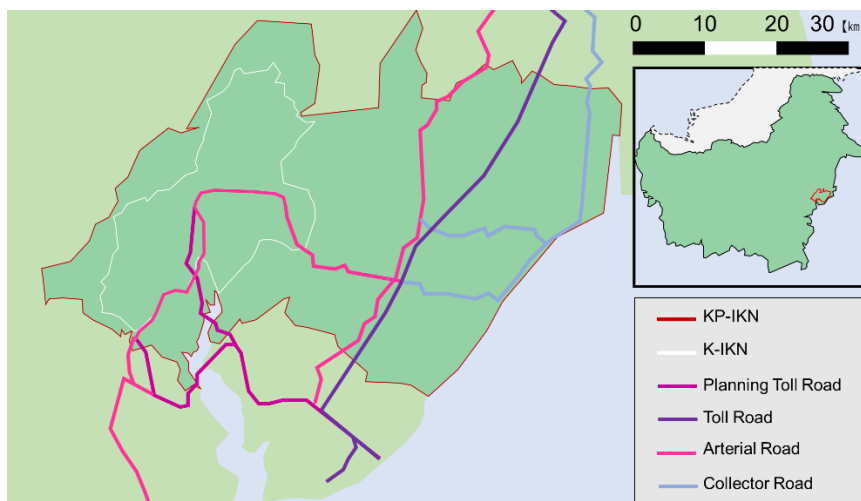 0 10 20 30 【km
KP-IKN
K-IKN
Planning Toll Road
Toll Road
Arterial Road
Collector Road